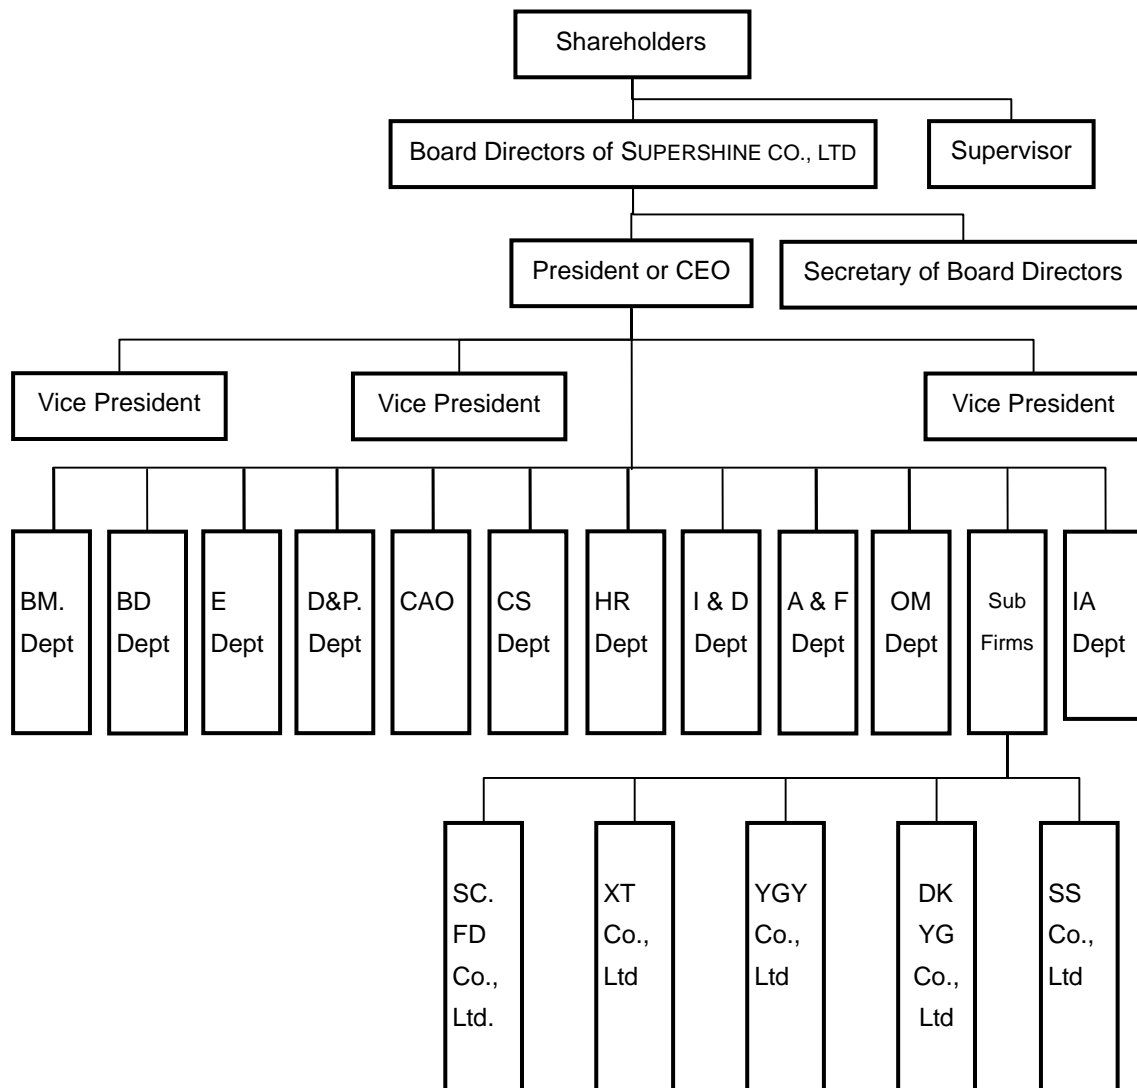 Shareholders
Board Directors of SUPERSHINE CO., LTD
Supervisor
President or CEO
Secretary of Board Directors
Vice President
Vice President
Vice President
BM.
Dept
BD
Dept
E
Dept
D&P.
Dept
CAO
CS
Dept
HR
Dept
I & D
Dept
A & F
Dept
OM
Dept
Sub
Firms
IA
Dept
SC.
FD
Co.,
Ltd.
XT
Co.,
Ltd
YGY
Co.,
Ltd
DK
YG
Co.,
Ltd
SS
Co.,
Ltd